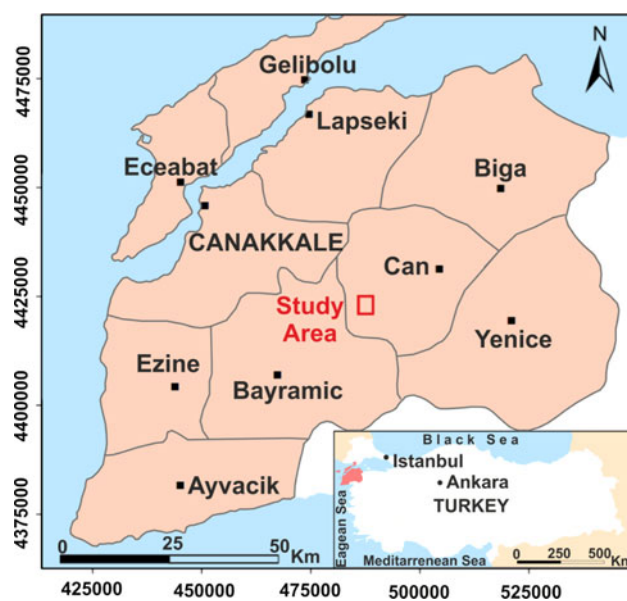 N
4475000
4450000
4425000
4400000
4375000
Gelibolu
Lapseki
Eceabat
Biga
CANAKKALE
Can
Study
Area
Yenice
Ezine
Bayramic
Ayvacik
Black Sea
Istanbul
Ankara
TURKEY
Eagean Sea
Mediterranean Sea
0 250 500 Km
0 25 50 Km
425000 450000 475000 500000 525000